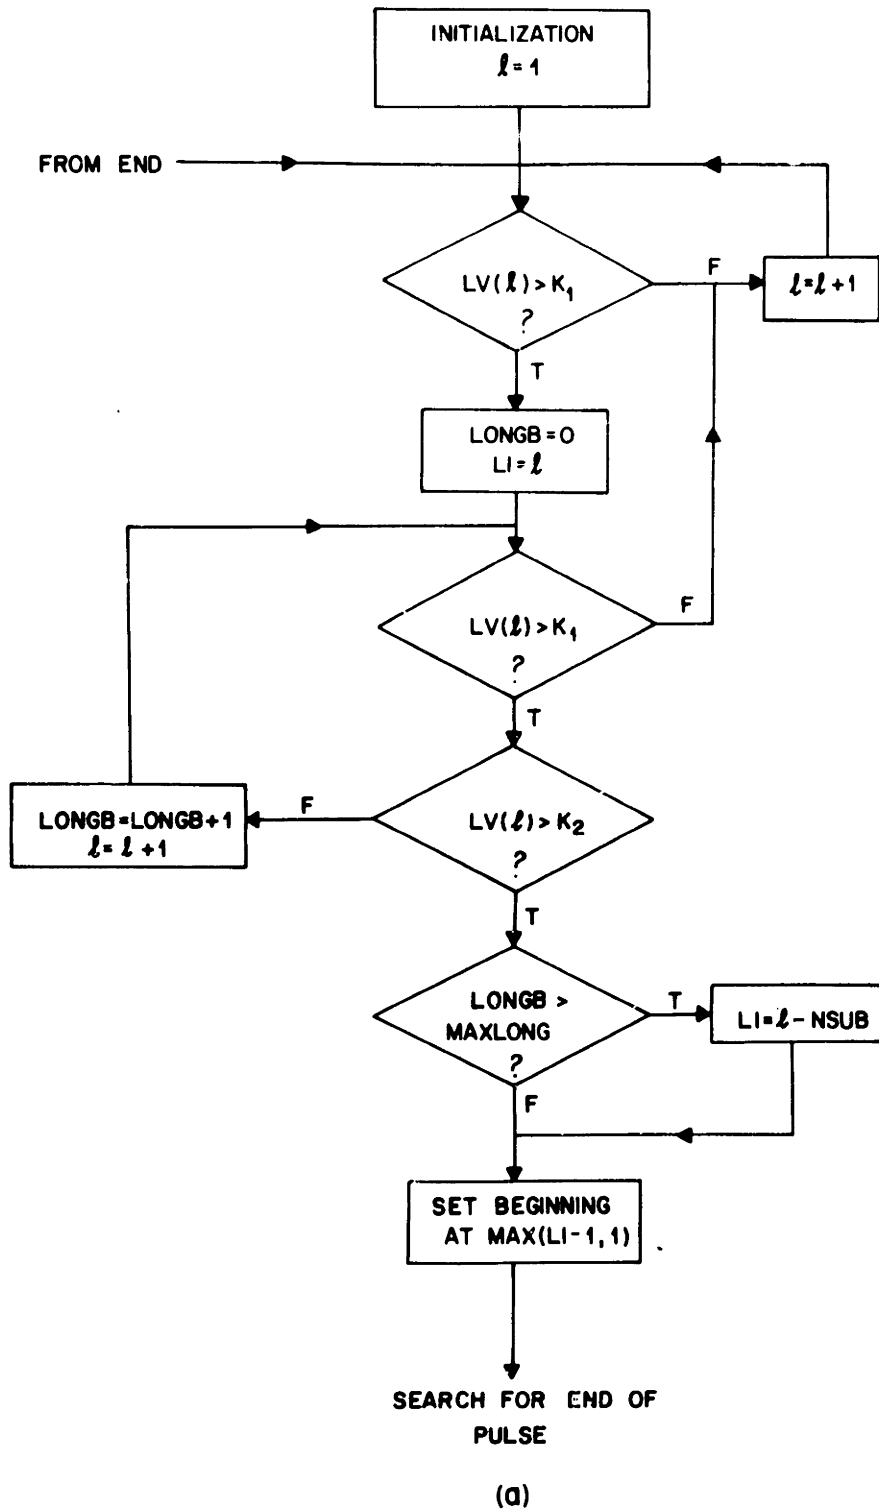 INITIALIZATION
ℓ = 1
FROM END
LV(ℓ) > K₁
?
F
ℓ = ℓ + 1
T
LONGB = 0
LI = ℓ
LV(ℓ) > K₁
?
F
T
LONGB = LONGB + 1
ℓ = ℓ + 1
F
LV(ℓ) > K₂
?
T
LONGB >
MAXLONG
?
T
LI = ℓ - NSUB
F
SET BEGINNING
AT MAX(LI-1, 1)
SEARCH FOR END OF
PULSE
(a)